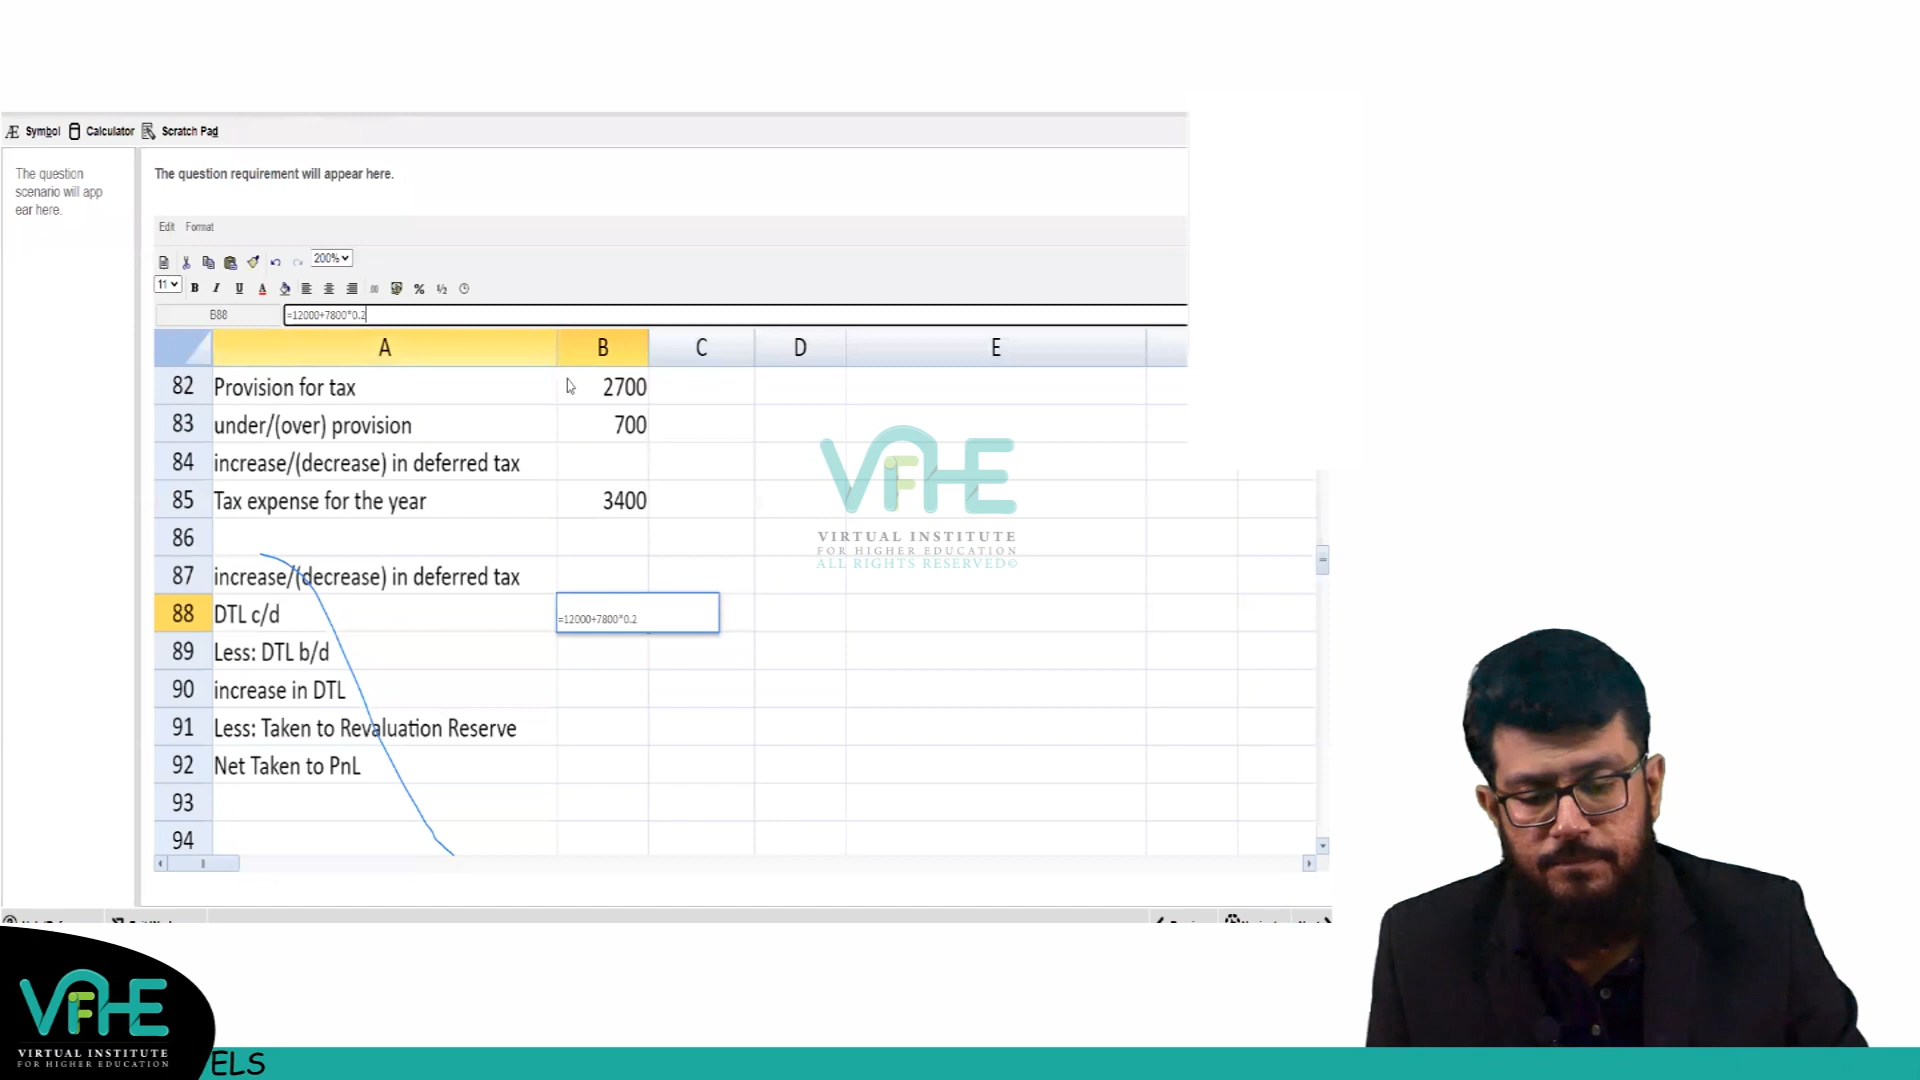 Æ Symbol Calculator Scratch Pad
The question
scenario will app
ear here.
The question requirement will appear here.
Edit Format
200%
11 B I U A % ½
B88 =12000+7800*0.2
A B C D E
82 Provision for tax 2700
83 under/(over) provision 700
84 increase/(decrease) in deferred tax
85 Tax expense for the year 3400
86
87 increase/(decrease) in deferred tax
88 DTL c/d =12000+7800*0.2
89 Less: DTL b/d
90 increase in DTL
91 Less: Taken to Revaluation Reserve
92 Net Taken to PnL
93
94
VIFHE
VIRTUAL INSTITUTE
FOR HIGHER EDUCATION
ALL RIGHTS RESERVED©
VIFHE
VIRTUAL INSTITUTE
FOR HIGHER EDUCATION
ELS